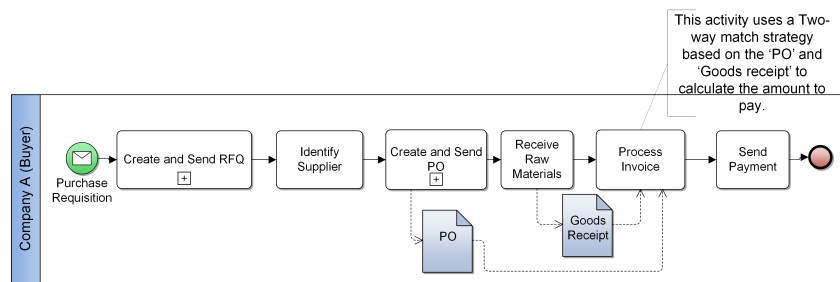 This activity uses a Two-
way match strategy
based on the ‘PO’ and
‘Goods receipt’ to
calculate the amount to
pay.
Company A (Buyer)
Purchase
Requisition
Create and Send RFQ
Identify
Supplier
Create and Send
PO
Receive
Raw
Materials
Process
Invoice
Send
Payment
PO
Goods
Receipt